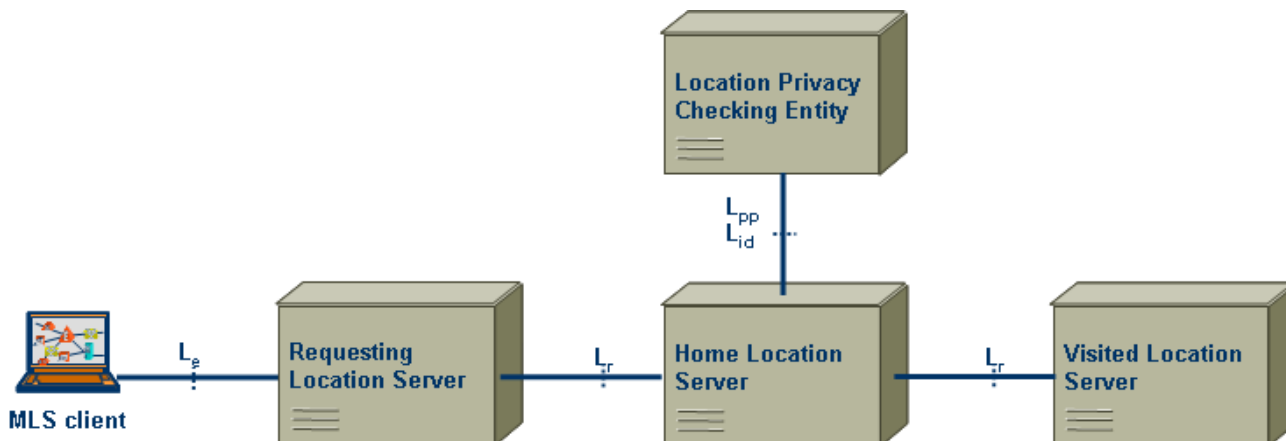 Location Privacy
Checking Entity
Lpp
Lid
Le
Requesting
Location Server
Lr
Home Location
Server
Lr
Visited Location
Server
MLS client